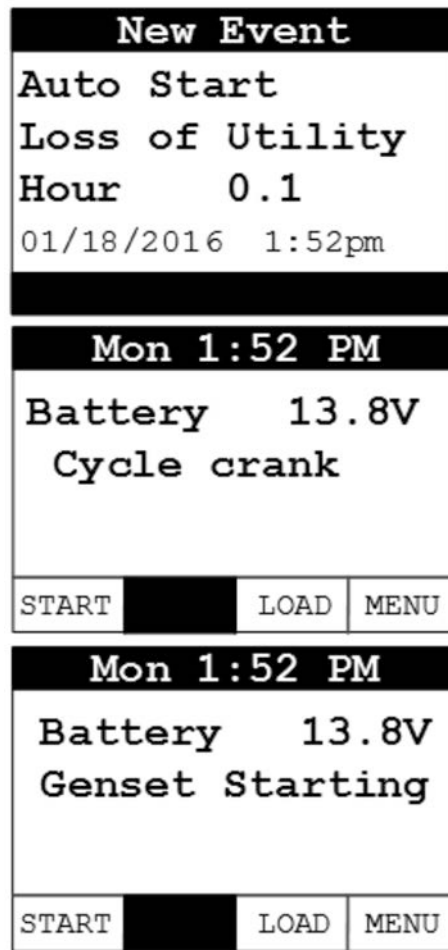 New Event
Auto Start
Loss of Utility
Hour 0.1
01/18/2016 1:52pm
Mon 1:52 PM
Battery 13.8V
Cycle crank
START LOAD MENU
Mon 1:52 PM
Battery 13.8V
Genset Starting
START LOAD MENU